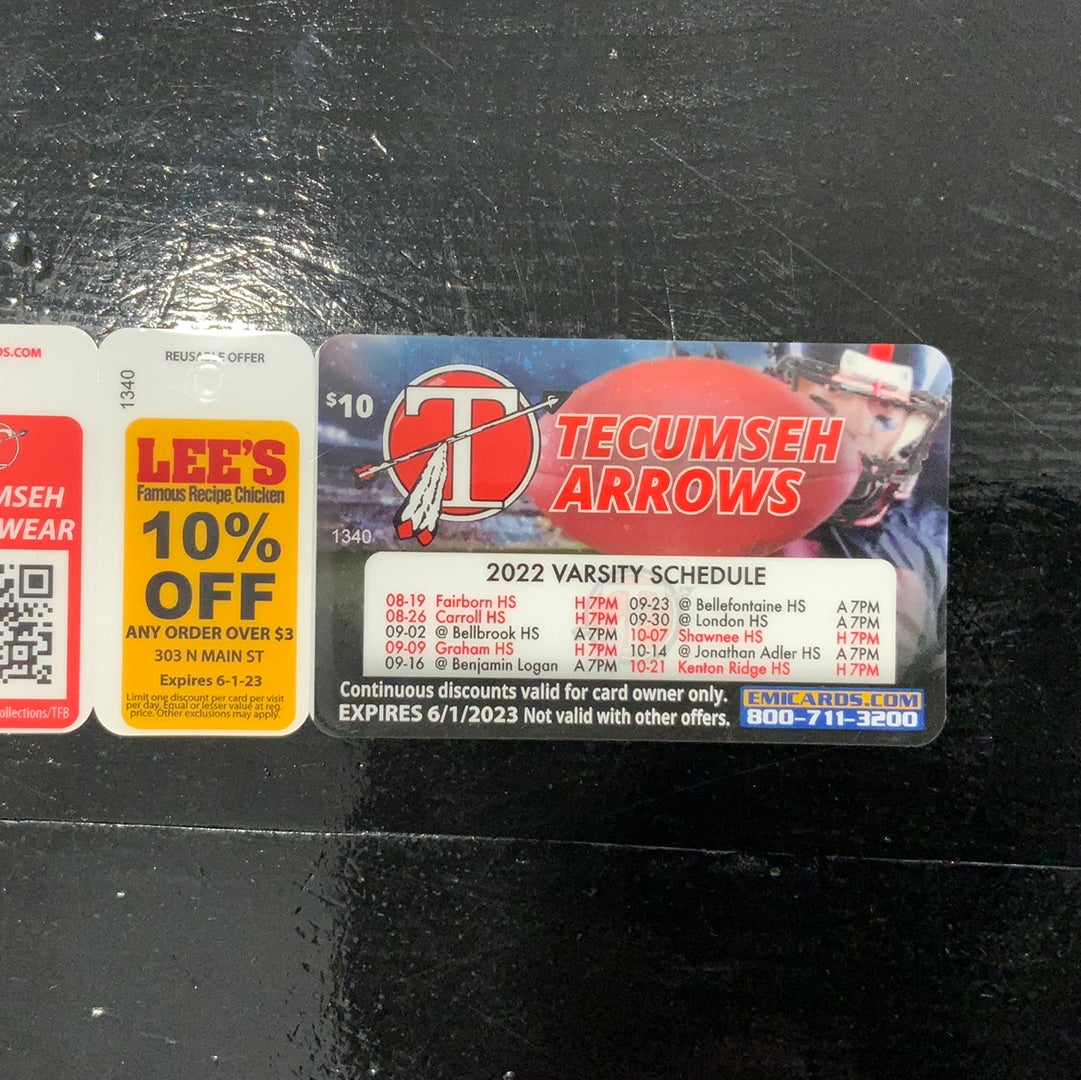 DS.COM
MSEH
WEAR
ollections/TFB
REUSABLE OFFER
1340
LEE'S
Famous Recipe Chicken
10%
OFF
ANY ORDER OVER $3
303 N MAIN ST
Expires 6-1-23
Limit one discount per card per visit
per day. Equal or lesser value at reg.
price. Other exclusions may apply.
$10
T
TECUMSEH
ARROWS
1340
2022 VARSITY SCHEDULE
08-19 Fairborn HS H 7PM
08-26 Carroll HS H 7PM
09-02 @ Bellbrook HS A 7PM
09-09 Graham HS H 7PM
09-16 @ Benjamin Logan A 7PM
09-23 @ Bellefontaine HS A 7PM
09-30 @ London HS A 7PM
10-07 Shawnee HS H 7PM
10-14 @ Jonathan Adler HS A 7PM
10-21 Kenton Ridge HS H 7PM
Continuous discounts valid for card owner only.
EXPIRES 6/1/2023 Not valid with other offers.
EMICARDS.COM
800-711-3200